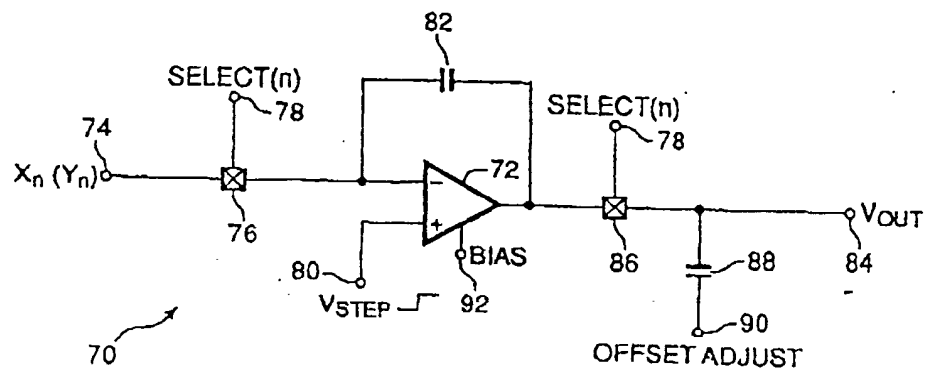 82
SELECT(n)
78
SELECT(n)
78
74
Xn (Yn)
72
−
+
76
86
VOUT
84
80
BIAS
92
88
VSTEP
90
OFFSET ADJUST
70